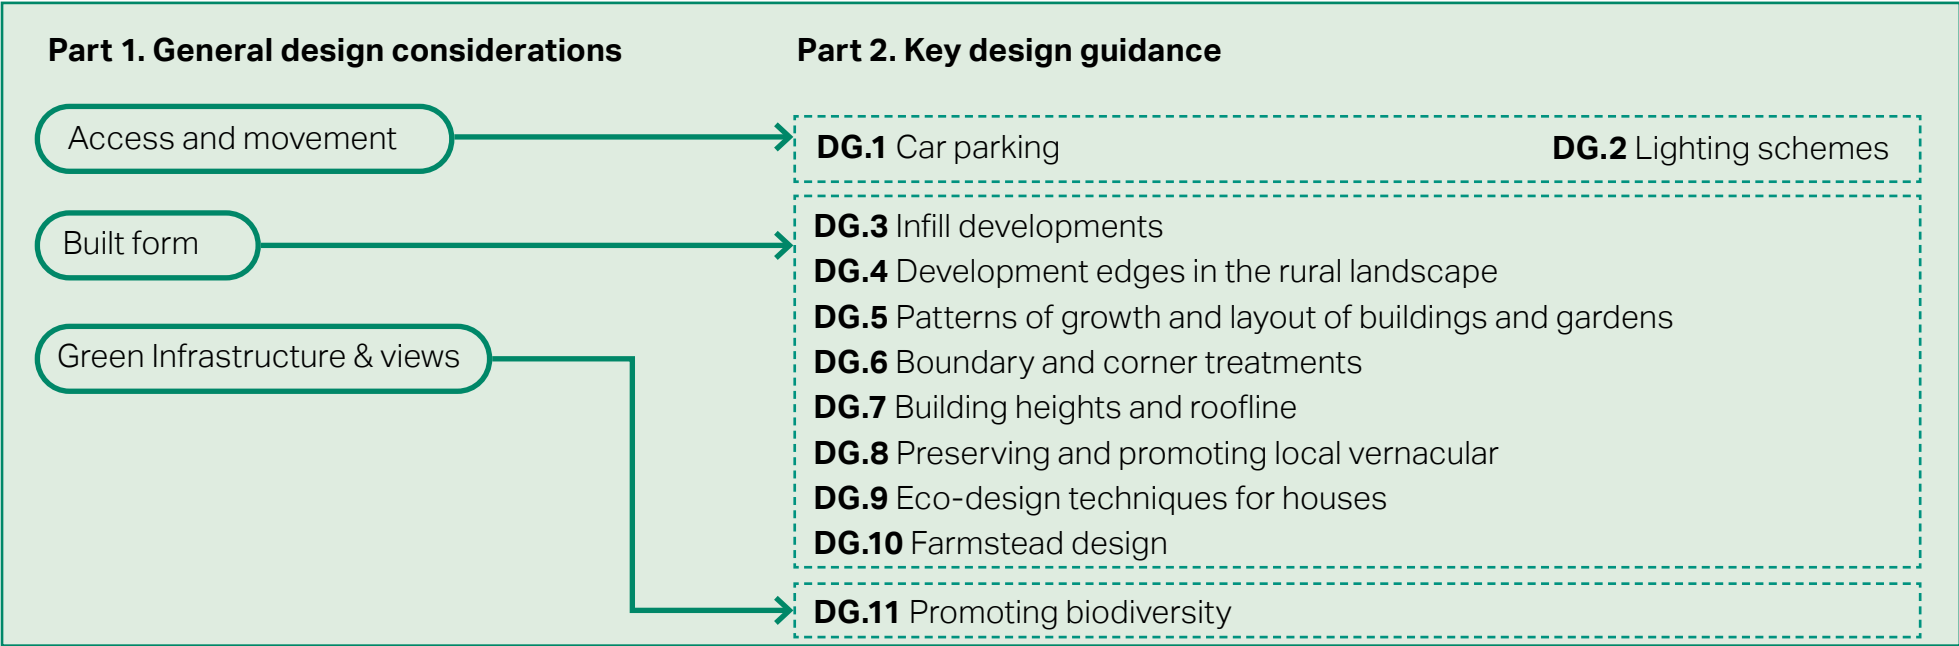 Part 1. General design considerations
Part 2. Key design guidance
Access and movement
DG.1 Car parking
DG.2 Lighting schemes
Built form
DG.3 Infill developments
DG.4 Development edges in the rural landscape
DG.5 Patterns of growth and layout of buildings and gardens
DG.6 Boundary and corner treatments
DG.7 Building heights and roofline
DG.8 Preserving and promoting local vernacular
DG.9 Eco-design techniques for houses
DG.10 Farmstead design
Green Infrastructure & views
DG.11 Promoting biodiversity